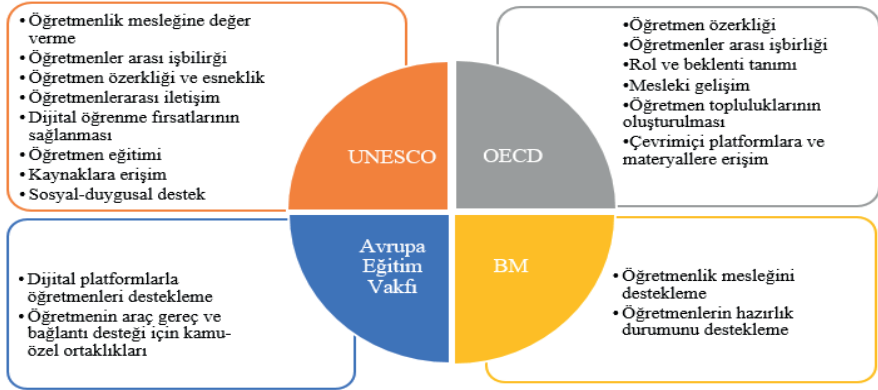 • Öğretmenlik mesleğine değer
verme
• Öğretmenler arası işbilirği
• Öğretmen özerkliği ve esneklik
• Öğretmenlerarası iletişim
• Dijital öğrenme fırsatlarının
sağlanması
• Öğretmen eğitimi
• Kaynaklara erişim
• Sosyal-duygusal destek
UNESCO
OECD
• Öğretmen özerkliği
• Öğretmenler arası işbirliği
• Rol ve beklenti tanımı
• Mesleki gelişim
• Öğretmen topluluklarının
oluşturulması
• Çevrimiçi platformlara ve
materyallere erişim
• Dijital platformlarla
öğretmenleri destekleme
• Öğretmenin araç gereç ve
bağlantı desteği için kamu-
özel ortaklıkları
Avrupa
Eğitim
Vakfı
BM
• Öğretmenlik mesleğini
destekleme
• Öğretmenlerin hazırlık
durumunu destekleme